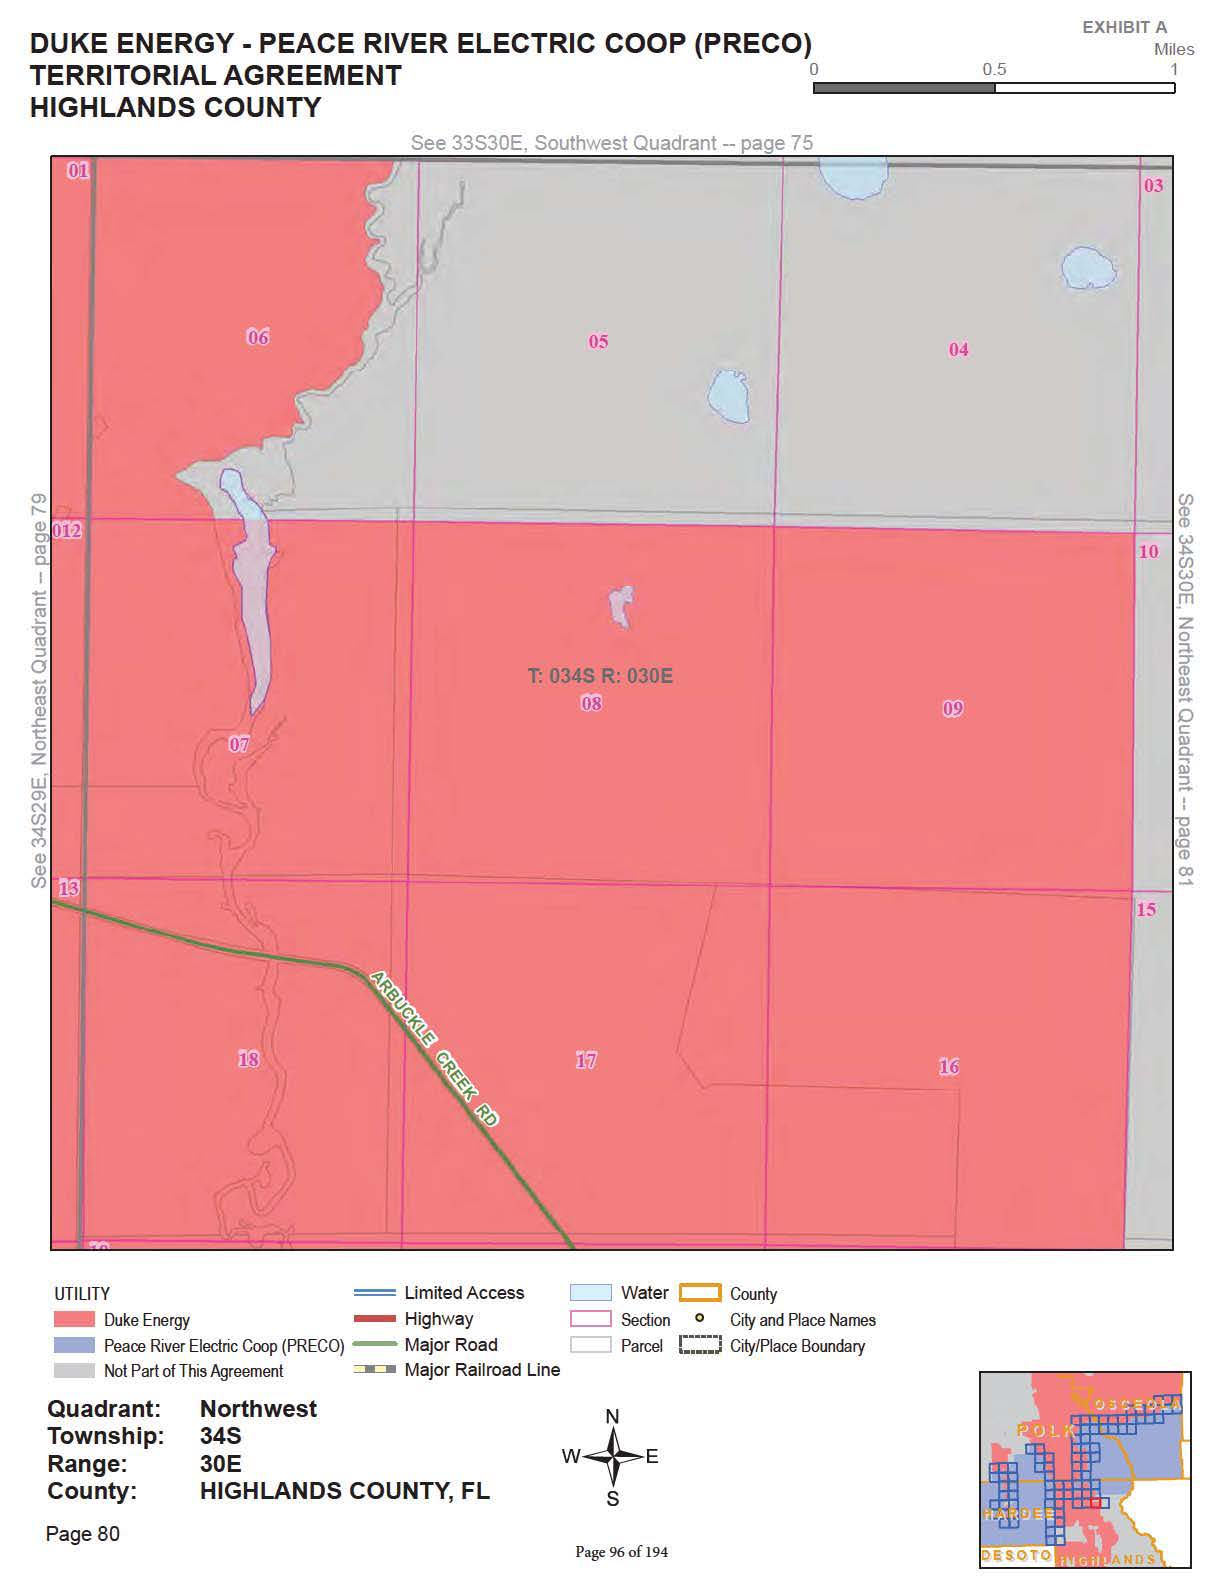 EXHIBIT A
DUKE ENERGY - PEACE RIVER ELECTRIC COOP (PRECO)
TERRITORIAL AGREEMENT
HIGHLANDS COUNTY
Miles
0 0.5 1
See 33S30E, Southwest Quadrant -- page 75
01
03
06
05
04
See 34S29E, Northeast Quadrant -- page 79
See 34S30E, Northeast Quadrant -- page 81
012
10
T: 034S R: 030E
08
09
07
13
15
ARBUCKLE CREEK RD
18
17
16
UTILITY
Duke Energy
Peace River Electric Coop (PRECO)
Not Part of This Agreement
Limited Access
Highway
Major Road
Major Railroad Line
Water
Section
Parcel
County
City and Place Names
City/Place Boundary
Quadrant: Northwest
Township: 34S
Range: 30E
County: HIGHLANDS COUNTY, FL
Page 80
N
W E
S
Page 96 of 194
OSCEOLA
POLK
HARDEE
DESOTO
HIGHLANDS